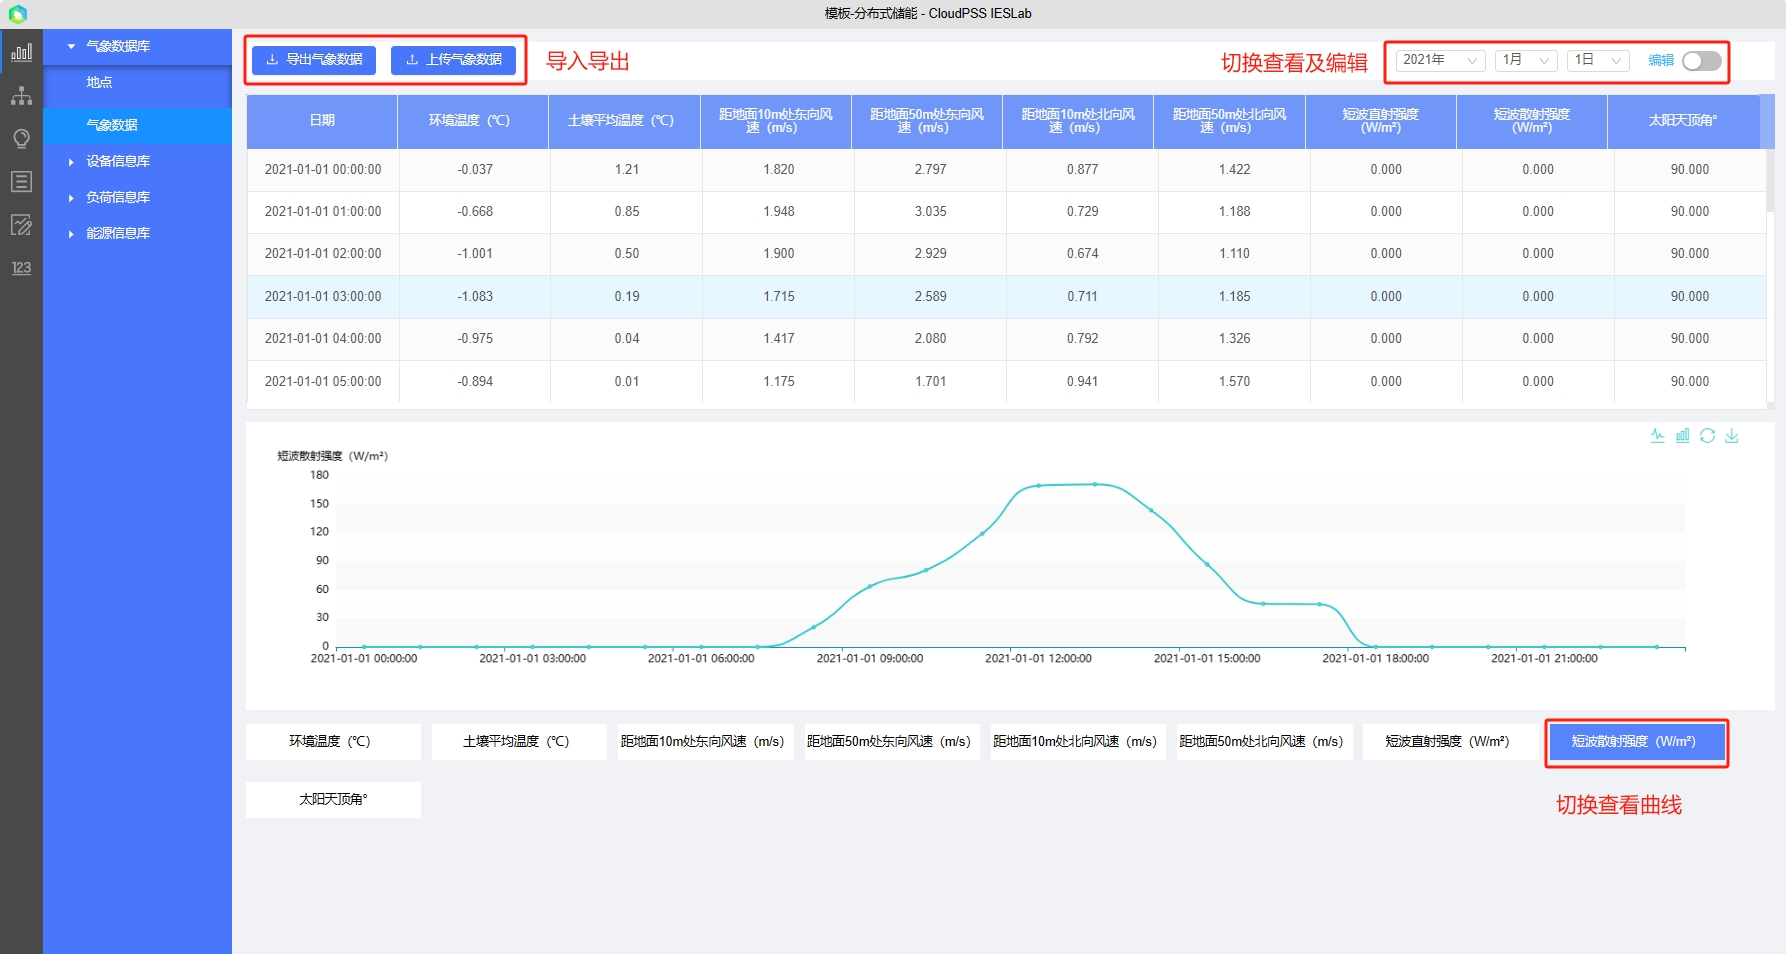 模板-分布式储能 - CloudPSS IESLab
气象数据库
地点
气象数据
设备信息库
负荷信息库
能源信息库
123
导出气象数据 上传气象数据 导入导出 切换查看及编辑 2021年 1月 1日 编辑
日期 环境温度（℃） 土壤平均温度（℃） 距地面10m处东向风速（m/s） 距地面50m处东向风速（m/s） 距地面10m处北向风速（m/s） 距地面50m处北向风速（m/s） 短波直射强度（W/m²） 短波散射强度（W/m²） 太阳天顶角°
2021-01-01 00:00:00 -0.037 1.21 1.820 2.797 0.877 1.422 0.000 0.000 90.000
2021-01-01 01:00:00 -0.668 0.85 1.948 3.035 0.729 1.188 0.000 0.000 90.000
2021-01-01 02:00:00 -1.001 0.50 1.900 2.929 0.674 1.110 0.000 0.000 90.000
2021-01-01 03:00:00 -1.083 0.19 1.715 2.589 0.711 1.185 0.000 0.000 90.000
2021-01-01 04:00:00 -0.975 0.04 1.417 2.080 0.792 1.326 0.000 0.000 90.000
2021-01-01 05:00:00 -0.894 0.01 1.175 1.701 0.941 1.570 0.000 0.000 90.000
短波散射强度（W/m²）
180
150
120
90
60
30
0
2021-01-01 00:00:00 2021-01-01 03:00:00 2021-01-01 06:00:00 2021-01-01 09:00:00 2021-01-01 12:00:00 2021-01-01 15:00:00 2021-01-01 18:00:00 2021-01-01 21:00:00
环境温度（℃） 土壤平均温度（℃） 距地面10m处东向风速（m/s） 距地面50m处东向风速（m/s） 距地面10m处北向风速（m/s） 距地面50m处北向风速（m/s） 短波直射强度（W/m²） 短波散射强度（W/m²）
太阳天顶角°
切换查看曲线